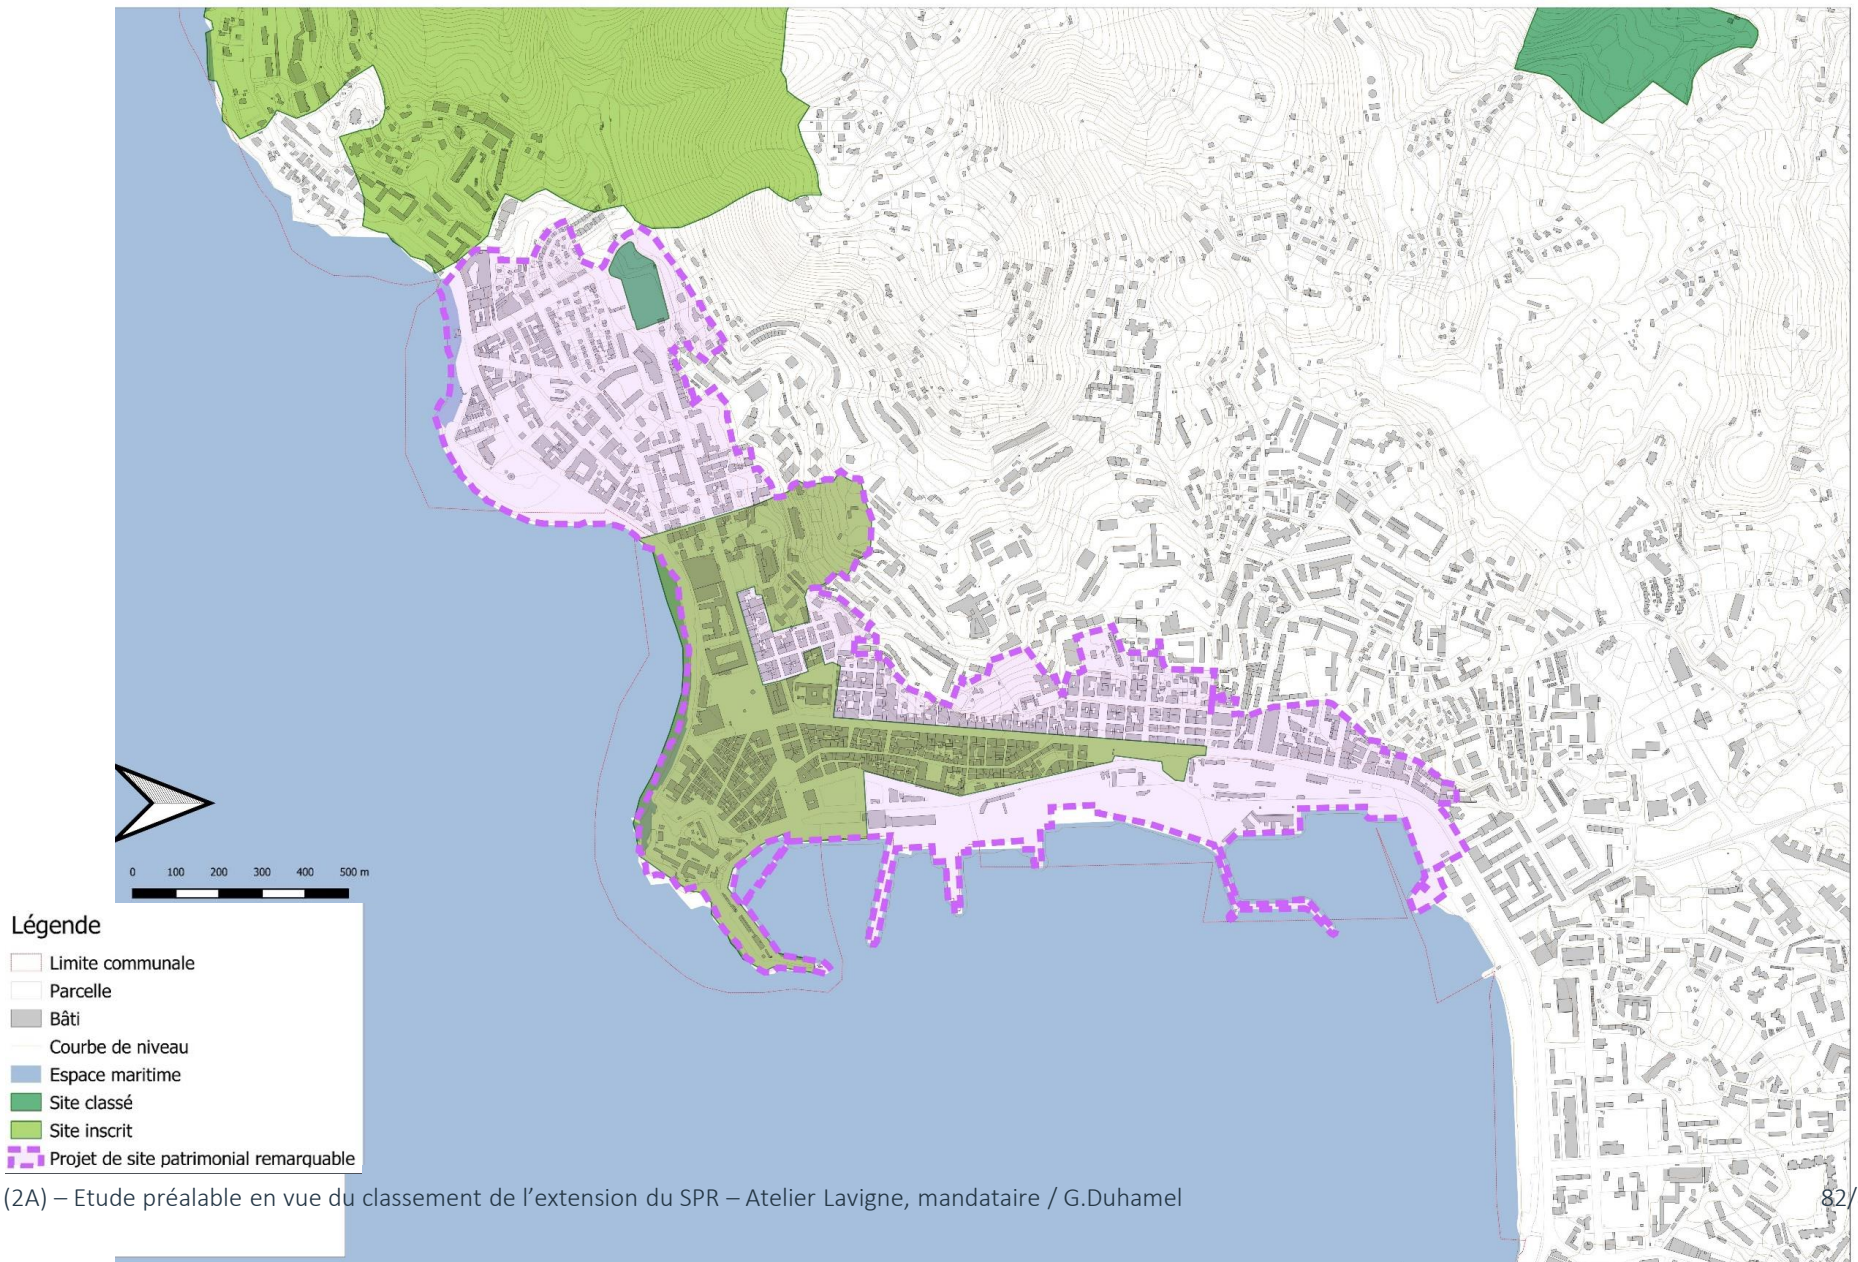 0 100 200 300 400 500 m
Légende
Limite communale
Parcelle
Bâti
Courbe de niveau
Espace maritime
Site classé
Site inscrit
Projet de site patrimonial remarquable
(2A) – Etude préalable en vue du classement de l'extension du SPR – Atelier Lavigne, mandataire / G.Duhamel
82/